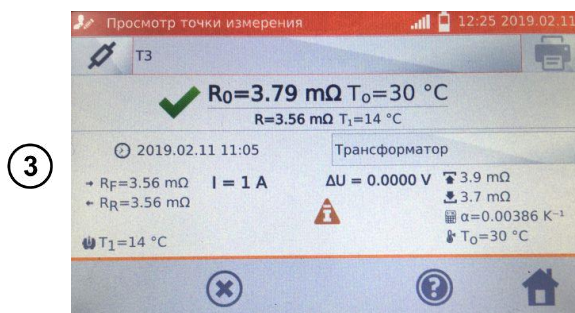 Просмотр точки измерения 12:25 2019.02.11
T3
R₀=3.79 mΩ T₀=30 °C
R=3.56 mΩ T₁=14 °C
3
2019.02.11 11:05 Трансформатор
R_F=3.56 mΩ I = 1 A ΔU = 0.0000 V 3.9 mΩ
R_R=3.56 mΩ 3.7 mΩ
α=0.00386 K⁻¹
T₁=14 °C T₀=30 °C